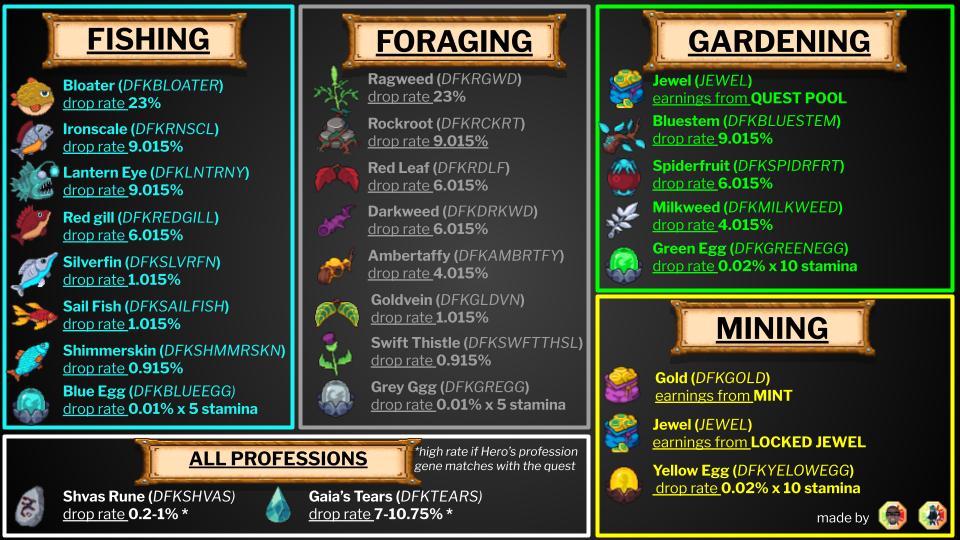 FISHING
Bloater (DFKBLOATER)
drop rate 23%
Ironscale (DFKRNSCL)
drop rate 9.015%
Lantern Eye (DFKLNTRNY)
drop rate 9.015%
Red gill (DFKREDGILL)
drop rate 6.015%
Silverfin (DFKSLVRFN)
drop rate 1.015%
Sail Fish (DFKSAILFISH)
drop rate 1.015%
Shimmerskin (DFKSHMMRSKN)
drop rate 0.915%
Blue Egg (DFKBLUEEGG)
drop rate 0.01% x 5 stamina
FORAGING
Ragweed (DFKRGWD)
drop rate 23%
Rockroot (DFKRCKRT)
drop rate 9.015%
Red Leaf (DFKRDLF)
drop rate 6.015%
Darkweed (DFKDRKWD)
drop rate 6.015%
Ambertaffy (DFKAMBRTFY)
drop rate 4.015%
Goldvein (DFKGLDVN)
drop rate 1.015%
Swift Thistle (DFKSWFTTHSL)
drop rate 0.915%
Grey Ggg (DFKGREGG)
drop rate 0.01% x 5 stamina
GARDENING
Jewel (JEWEL)
earnings from QUEST POOL
Bluestem (DFKBLUESTEM)
drop rate 9.015%
Spiderfruit (DFKSPIDRFRT)
drop rate 6.015%
Milkweed (DFKMILKWEED)
drop rate 4.015%
Green Egg (DFKGREENEGG)
drop rate 0.02% x 10 stamina
MINING
Gold (DFKGOLD)
earnings from MINT
Jewel (JEWEL)
earnings from LOCKED JEWEL
Yellow Egg (DFKYELOWEGG)
drop rate 0.02% x 10 stamina
made by
ALL PROFESSIONS
*high rate if Hero's profession
gene matches with the quest
Shvas Rune (DFKSHVAS)
drop rate 0.2-1% *
Gaia's Tears (DFKTEARS)
drop rate 7-10.75% *